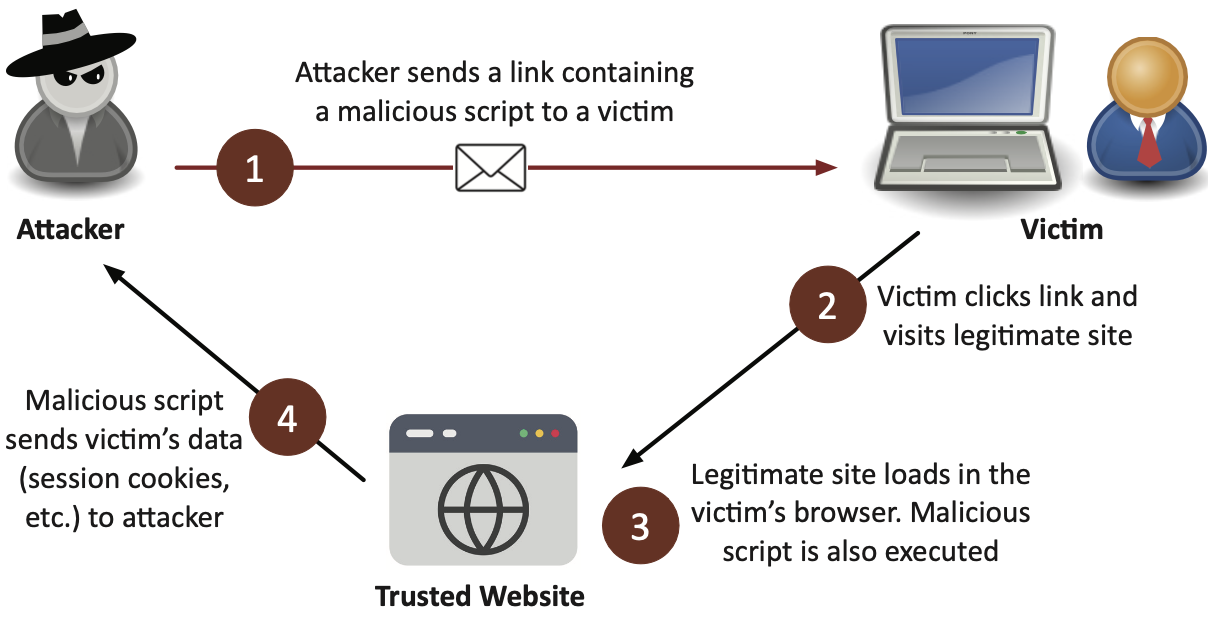 Attacker sends a link containing
a malicious script to a victim
1
Attacker
Victim
2
Victim clicks link and
visits legitimate site
Malicious script
sends victim's data
(session cookies,
etc.) to attacker
4
3
Legitimate site loads in the
victim's browser. Malicious
script is also executed
Trusted Website